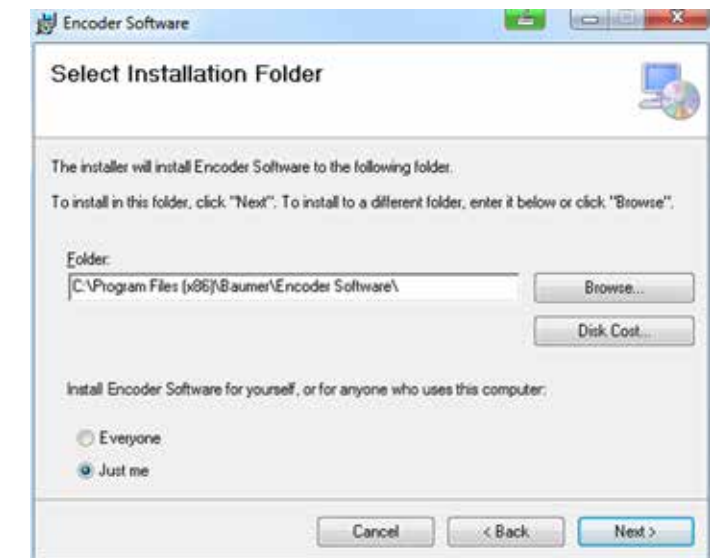 Encoder Software
Select Installation Folder
The installer will install Encoder Software to the following folder.
To install in this folder, click "Next". To install to a different folder, enter it below or click "Browse".
Folder:
C:\Program Files (x86)\Baumer\Encoder Software\
Browse...
Disk Cost...
Install Encoder Software for yourself, or for anyone who uses this computer:
Everyone
Just me
Cancel
< Back
Next >